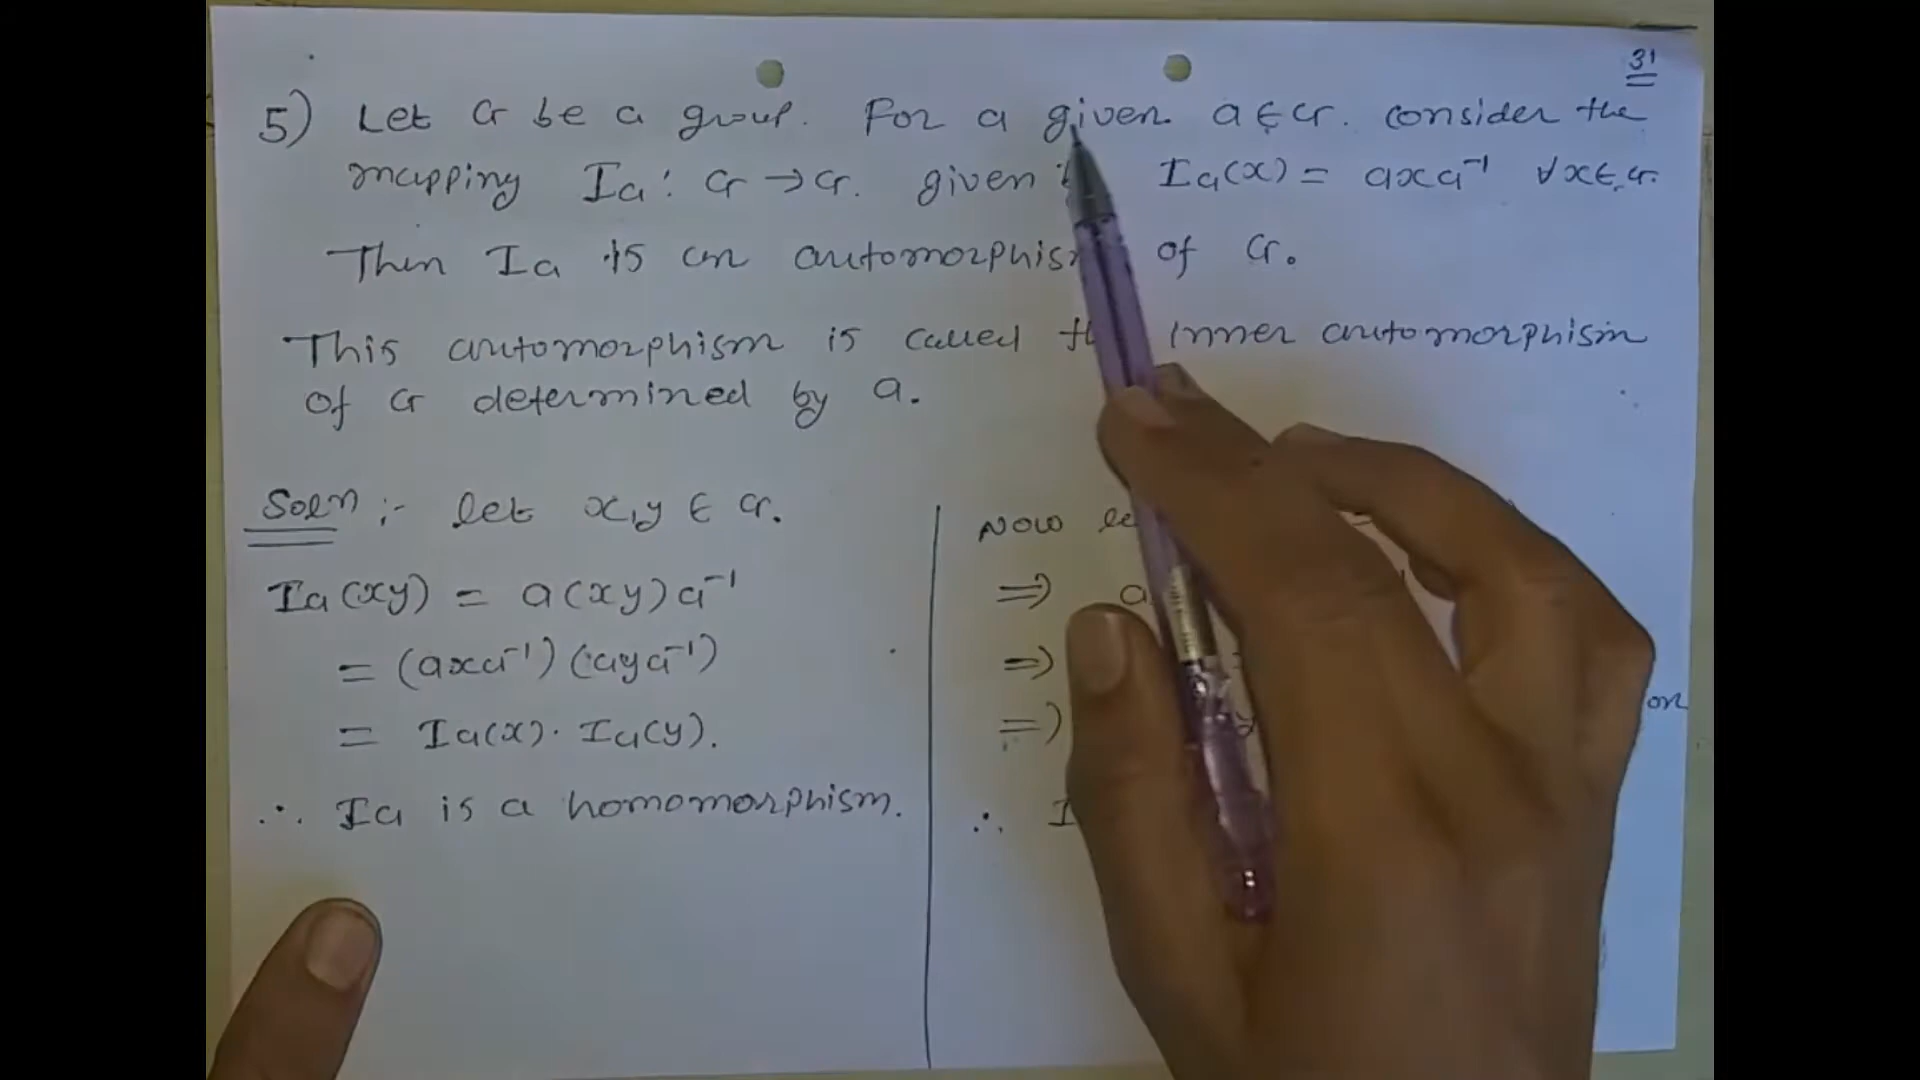 31
5) Let G be a group. For a given a ∈ G. consider the
mapping Ia : G → G. given Ia(x) = axa⁻¹ ∀x∈G.
Then Ia is an automorphism of G.
This automorphism is called inner automorphism
of G determined by a.
Soln :- let x,y ∈ G.
Ia(xy) = a(xy)a⁻¹
= (axa⁻¹)(aya⁻¹)
= Ia(x). Ia(y).
∴ Ia is a homomorphism.
Now
⇒
⇒
⇒
on
∴ I